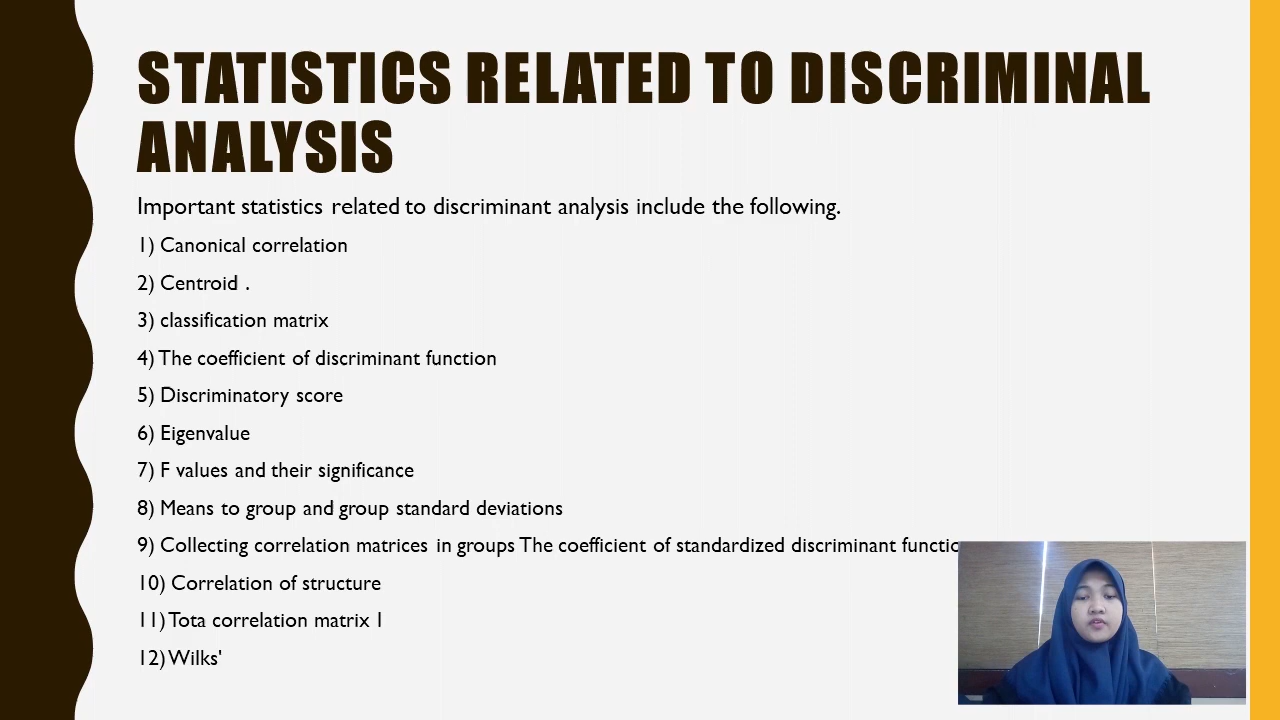 STATISTICS RELATED TO DISCRIMINAL
ANALYSIS
Important statistics related to discriminant analysis include the following.
1) Canonical correlation
2) Centroid .
3) classification matrix
4) The coefficient of discriminant function
5) Discriminatory score
6) Eigenvalue
7) F values and their significance
8) Means to group and group standard deviations
9) Collecting correlation matrices in groups The coefficient of standardized discriminant functio
10) Correlation of structure
11) Tota correlation matrix l
12) Wilks'